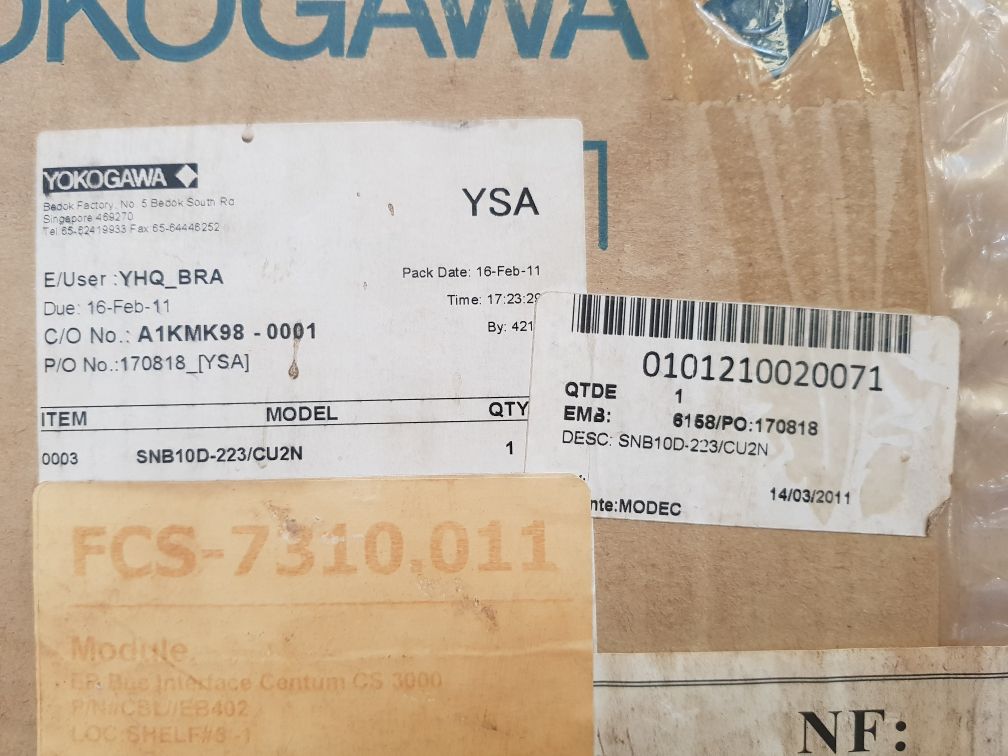 YOKOGAWA
YOKOGAWA
Bedok Factory, No. 5 Bedok South Rd
Singapore 469270
Tel:65-62419933 Fax:65-64446252
YSA
E/User :YHQ_BRA
Due: 16-Feb-11
C/O No.: A1KMK98 - 0001
P/O No.:170818_[YSA]
Pack Date: 16-Feb-11
Time: 17:23:29
By: 421
ITEM MODEL QTY
0003 SNB10D-223/CU2N 1
0101210020071
QTDE 1
EMB: 6158/PO:170818
DESC: SNB10D-223/CU2N
14/03/2011
nte:MODEC
FCS-7310.011
Module
Bus Interface Centum CS 3000
P/N#CBL//EB402
LOC:SHELF#3 -1
NF: